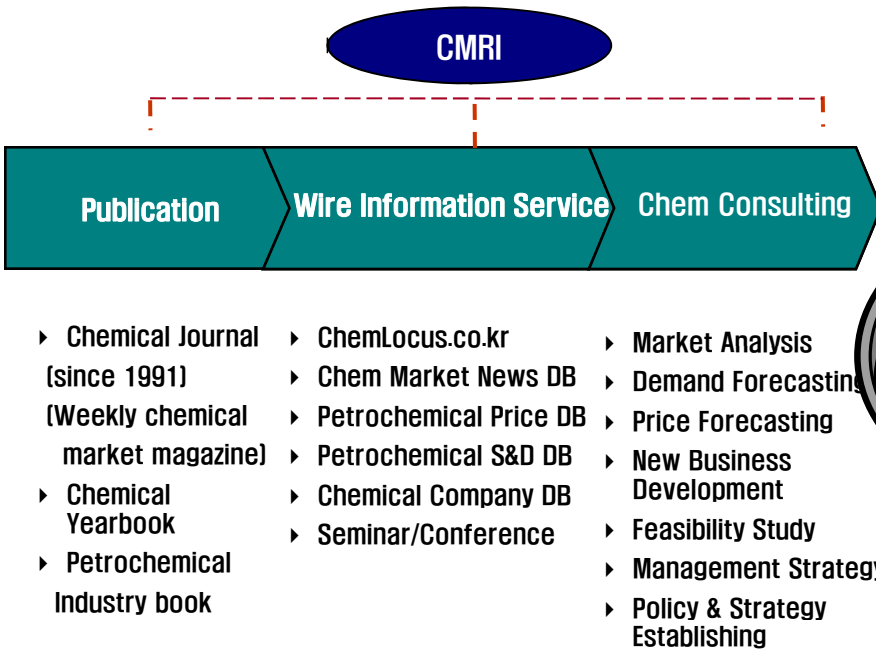 CMRI
Publication
Wire Information Service
Chem Consulting
‣ Chemical Journal
(since 1991)
(Weekly chemical
market magazine)
‣ Chemical
Yearbook
‣ Petrochemical
Industry book
‣ ChemLocus.co.kr
‣ Chem Market News DB
‣ Petrochemical Price DB
‣ Petrochemical S&D DB
‣ Chemical Company DB
‣ Seminar/Conference
‣ Market Analysis
‣ Demand Forecasting
‣ Price Forecasting
‣ New Business
Development
‣ Feasibility Study
‣ Management Strategy
‣ Policy & Strategy
Establishing